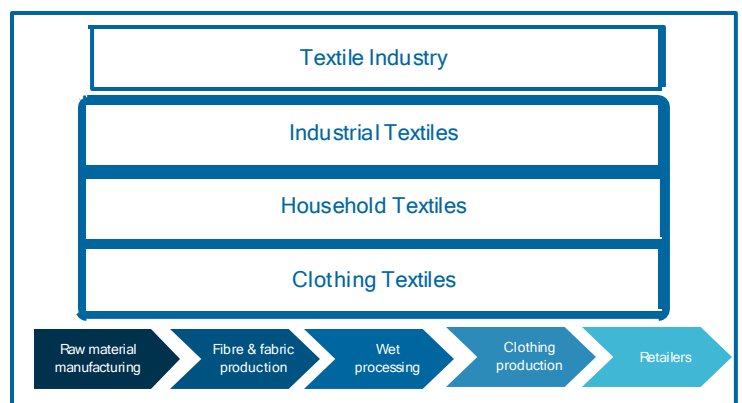 Textile Industry
Industrial Textiles
Household Textiles
Clothing Textiles
Raw material
manufacturing
Fibre & fabric
production
Wet
processing
Clothing
production
Retailers